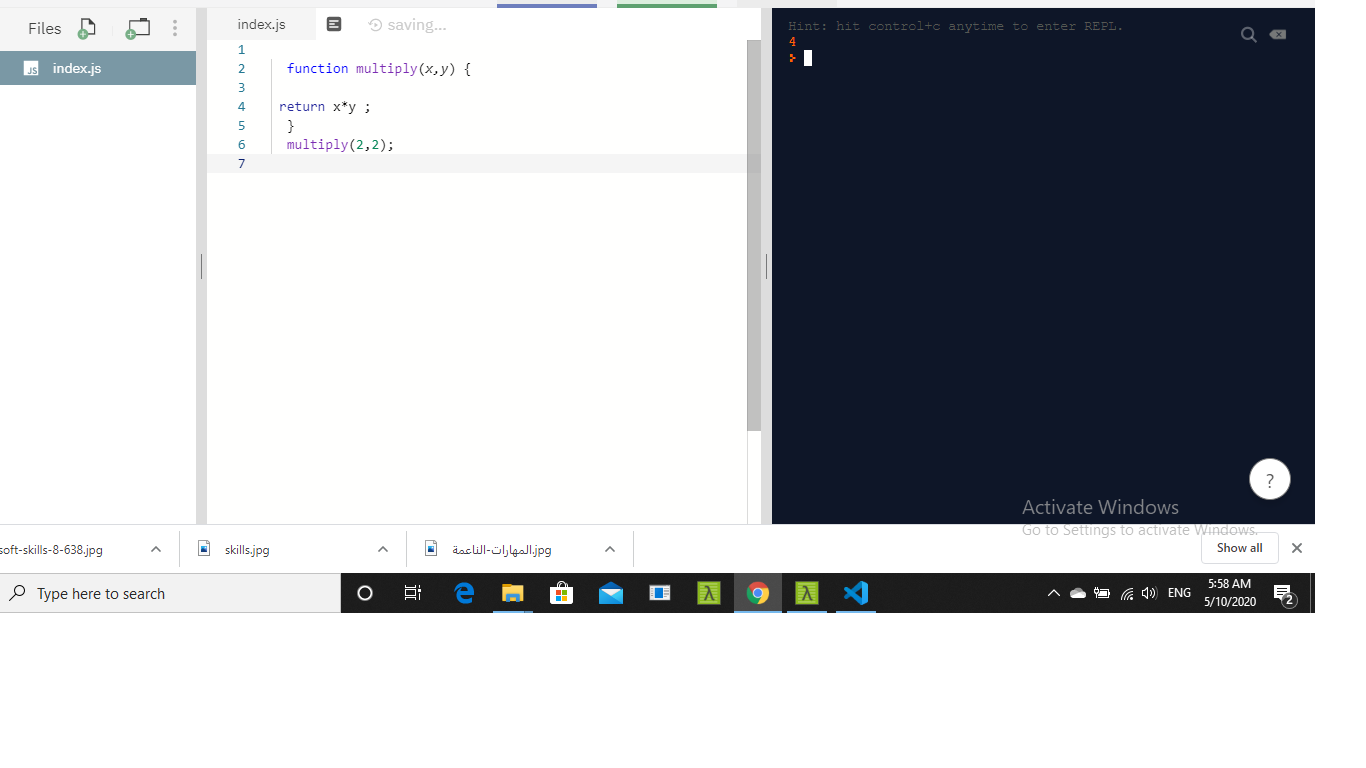 Files
index.js
index.js
saving...
1
2 function multiply(x,y) {
3
4 return x*y ;
5 }
6 multiply(2,2);
7
Hint: hit control+c anytime to enter REPL.
4
?
Activate Windows
Go to Settings to activate Windows.
soft-skills-8-638.jpg
skills.jpg
المهارات-الناعمة.jpg
Show all
Type here to search
ENG
5:58 AM
5/10/2020
2